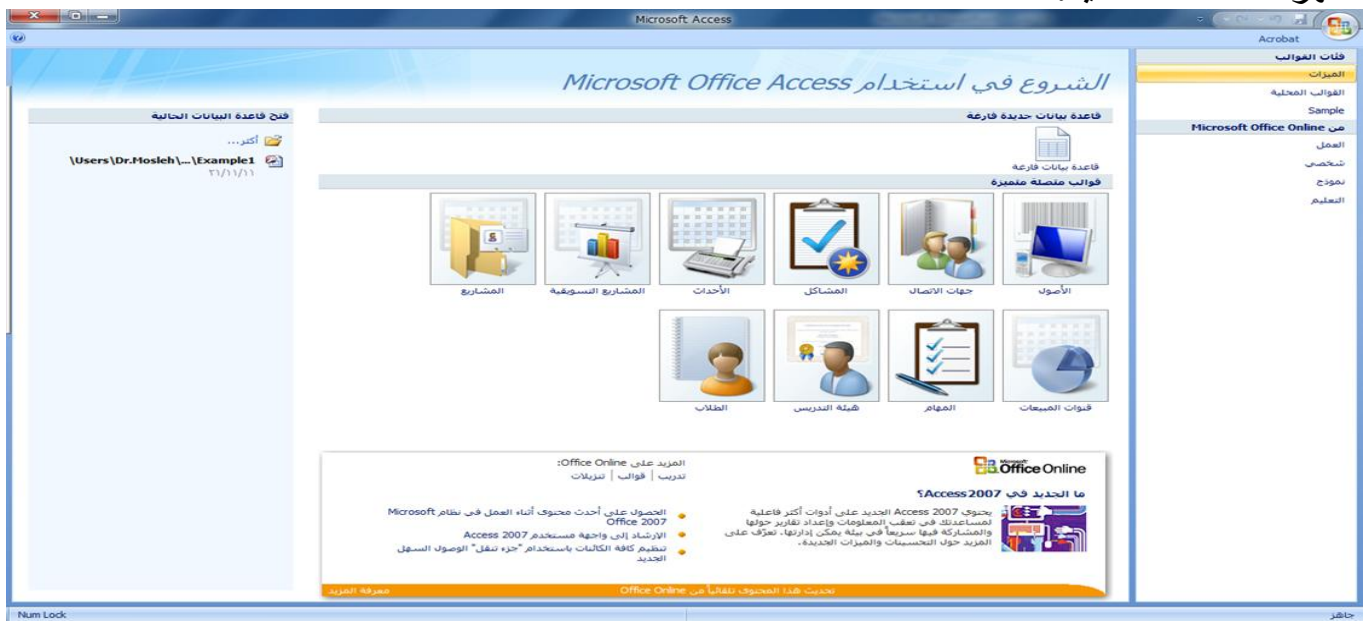 Microsoft Access
Acrobat
فئات القوالب
الميزات
القوالب المحلية
Sample
من Microsoft Office Online
العمل
شخصي
نموذج
التعليم
الشروع في استخدام Microsoft Office Access
قاعدة بيانات جديدة فارغة
قاعدة بيانات فارغة
قوالب متصلة متميزة
الأصول
جهات الاتصال
المشاكل
الأحداث
المشاريع التسويقية
المشاريع
قنوات المبيعات
المهام
هيئة التدريس
الطلاب
Microsoft
Office Online
ما الجديد في Access 2007؟
يحتوي Access 2007 الجديد على أدوات أكثر فاعلية
لمساعدتك في تعقب المعلومات وإعداد تقارير حولها
والمشاركة فيها سريعاً في بيئة يمكن إدارتها. تعرّف على
المزيد حول التحسينات والميزات الجديدة.
المزيد على Office Online:
تدريب | قوالب | تنزيلات
الحصول على أحدث محتوى أثناء العمل في نظام Microsoft
Office 2007
الإرشاد إلى واجهة مستخدم Access 2007
تنظيم كافة الكائنات باستخدام "جزء تنقل" الوصول السهل
الجديد
تحديث هذا المحتوى تلقائياً من Office Online
معرفة المزيد
فتح قاعدة البيانات الحالية
أكثر...
\Users\Dr.Mosleh\...\Example1
٢١/١١/١١
جاهز
Num Lock